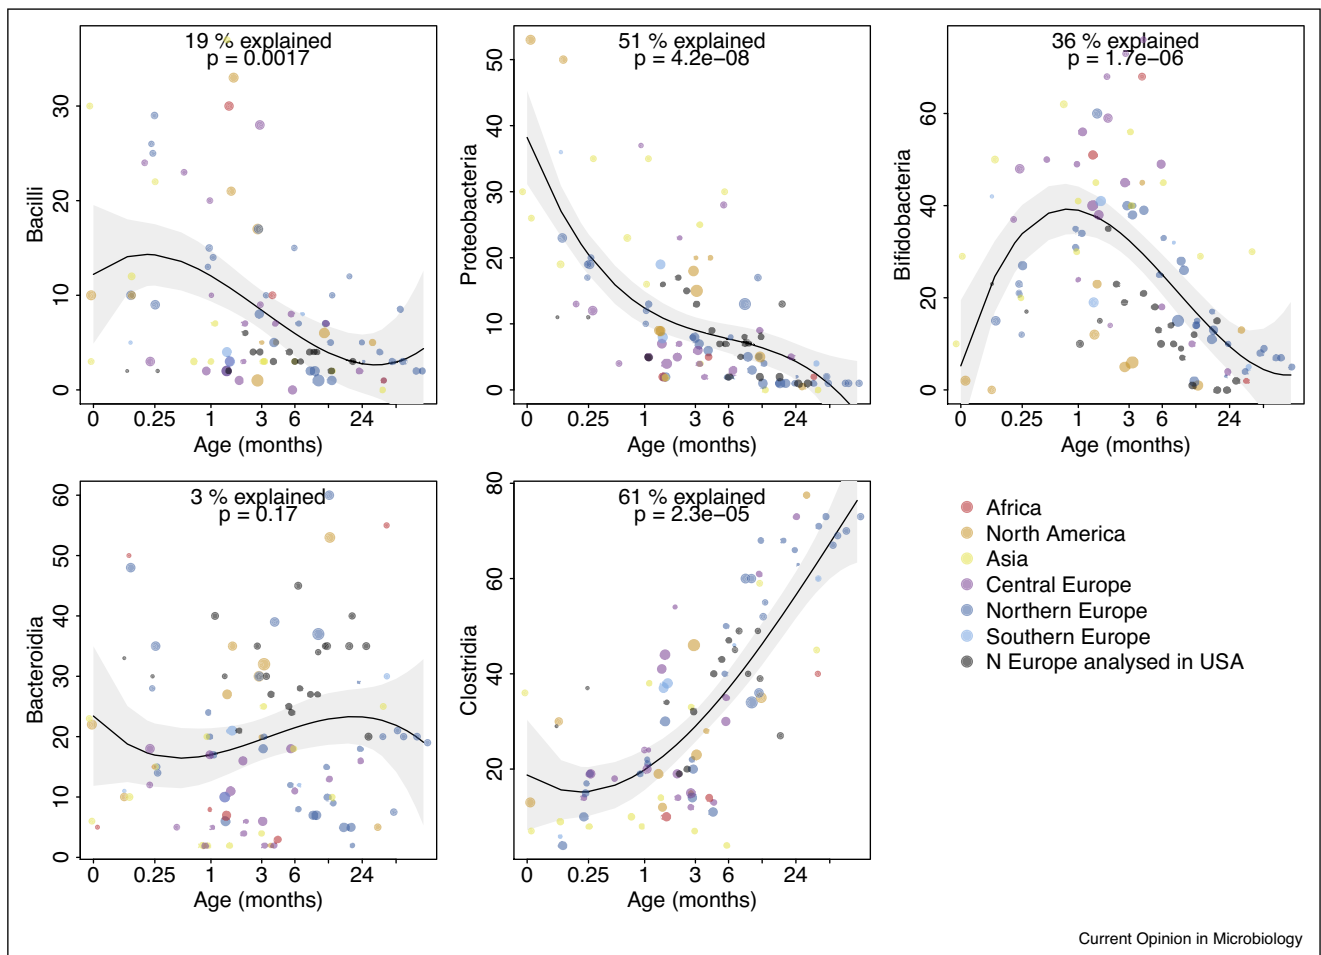 19 % explained
p = 0.0017
Bacilli
0
10
20
30
0 0.25 1 3 6 24
Age (months)
51 % explained
p = 4.2e−08
Proteobacteria
0
10
20
30
40
50
0 0.25 1 3 6 24
Age (months)
36 % explained
p = 1.7e−06
Bifidobacteria
0
20
40
60
0 0.25 1 3 6 24
Age (months)
3 % explained
p = 0.17
Bacteroidia
0
10
20
30
40
50
60
0 0.25 1 3 6 24
Age (months)
61 % explained
p = 2.3e−05
Clostridia
20
40
60
80
0 0.25 1 3 6 24
Age (months)
Africa
North America
Asia
Central Europe
Northern Europe
Southern Europe
N Europe analysed in USA
Current Opinion in Microbiology